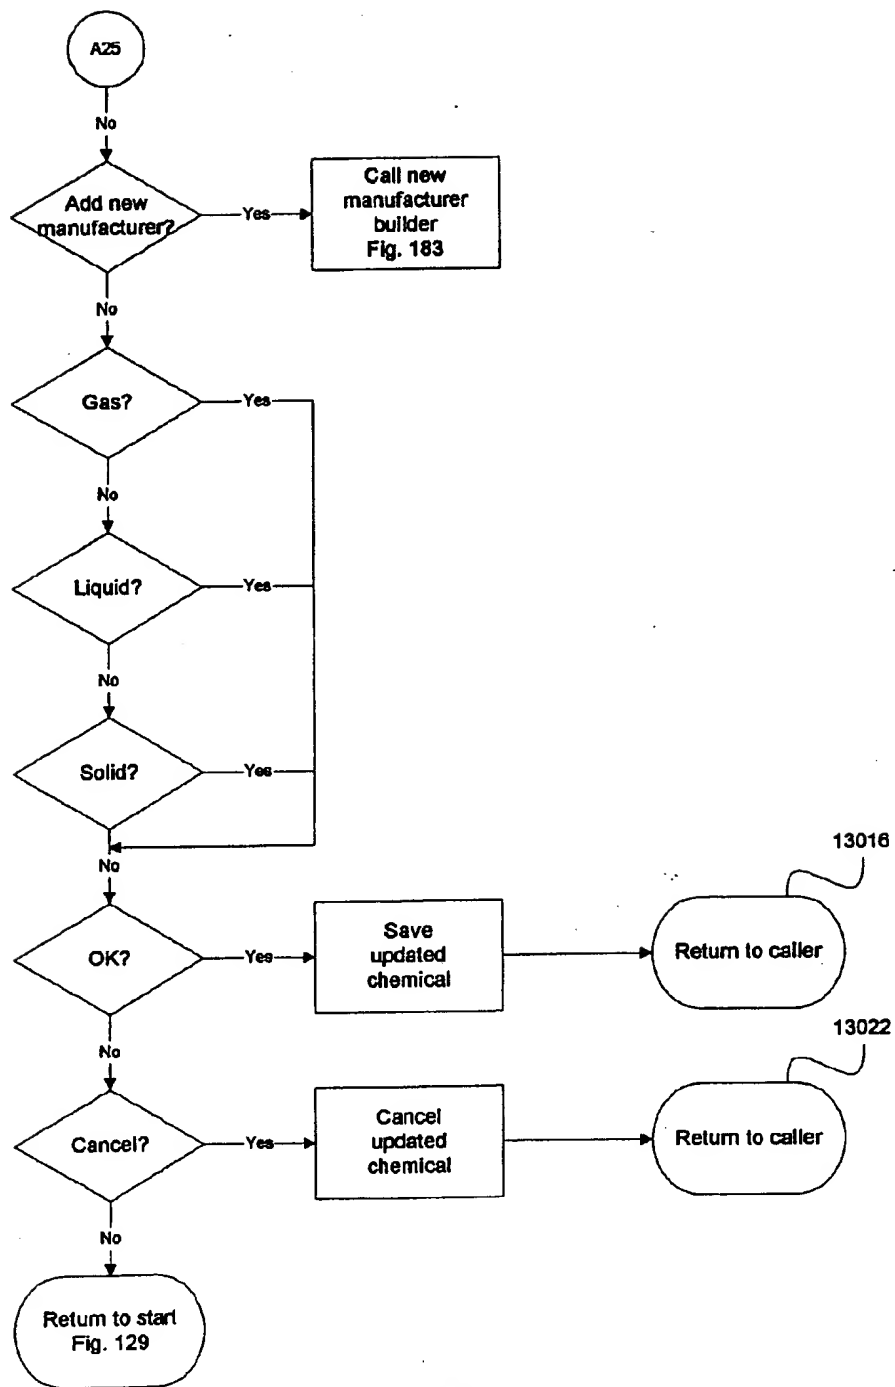 A25
No
Add new
manufacturer?
Yes
Call new
manufacturer
builder
Fig. 183
No
Gas?
Yes
No
Liquid?
Yes
No
Solid?
Yes
No
13016
OK?
Yes
Save
updated
chemical
Return to caller
No
13022
Cancel?
Yes
Cancel
updated
chemical
Return to caller
No
Return to start
Fig. 129